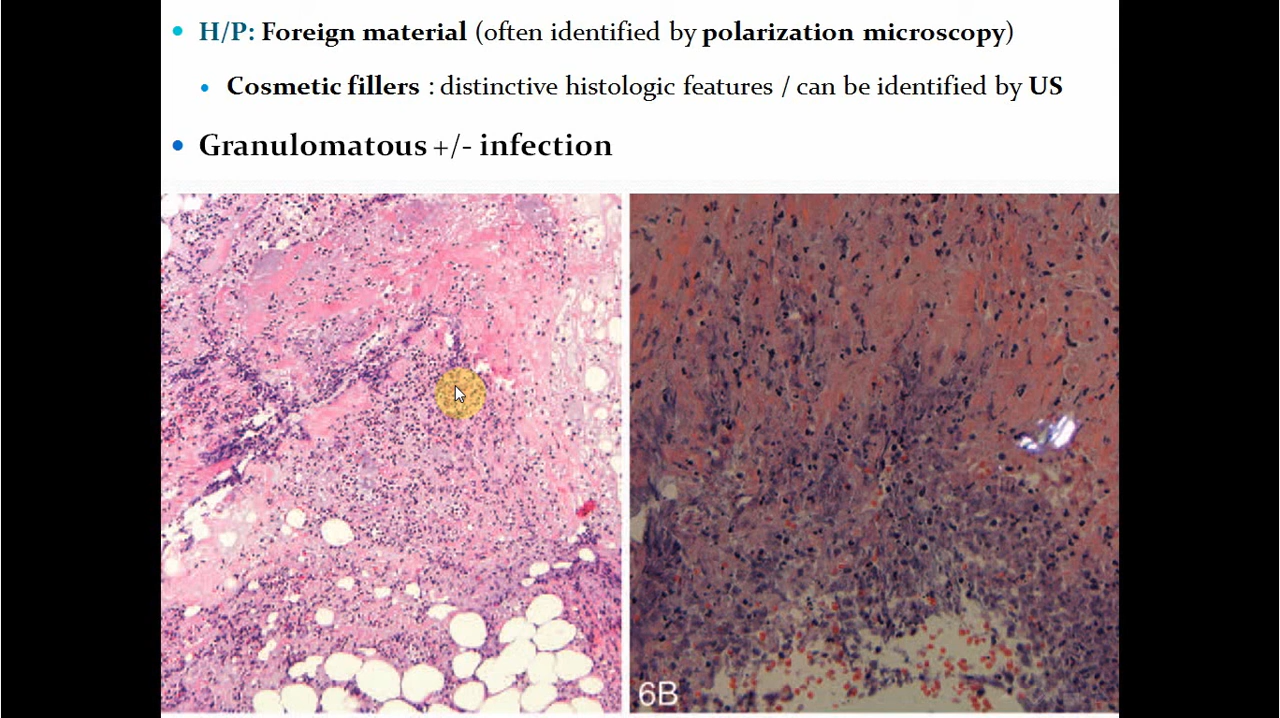 H/P: Foreign material (often identified by polarization microscopy)
Cosmetic fillers : distinctive histologic features / can be identified by US
Granulomatous +/- infection
6B